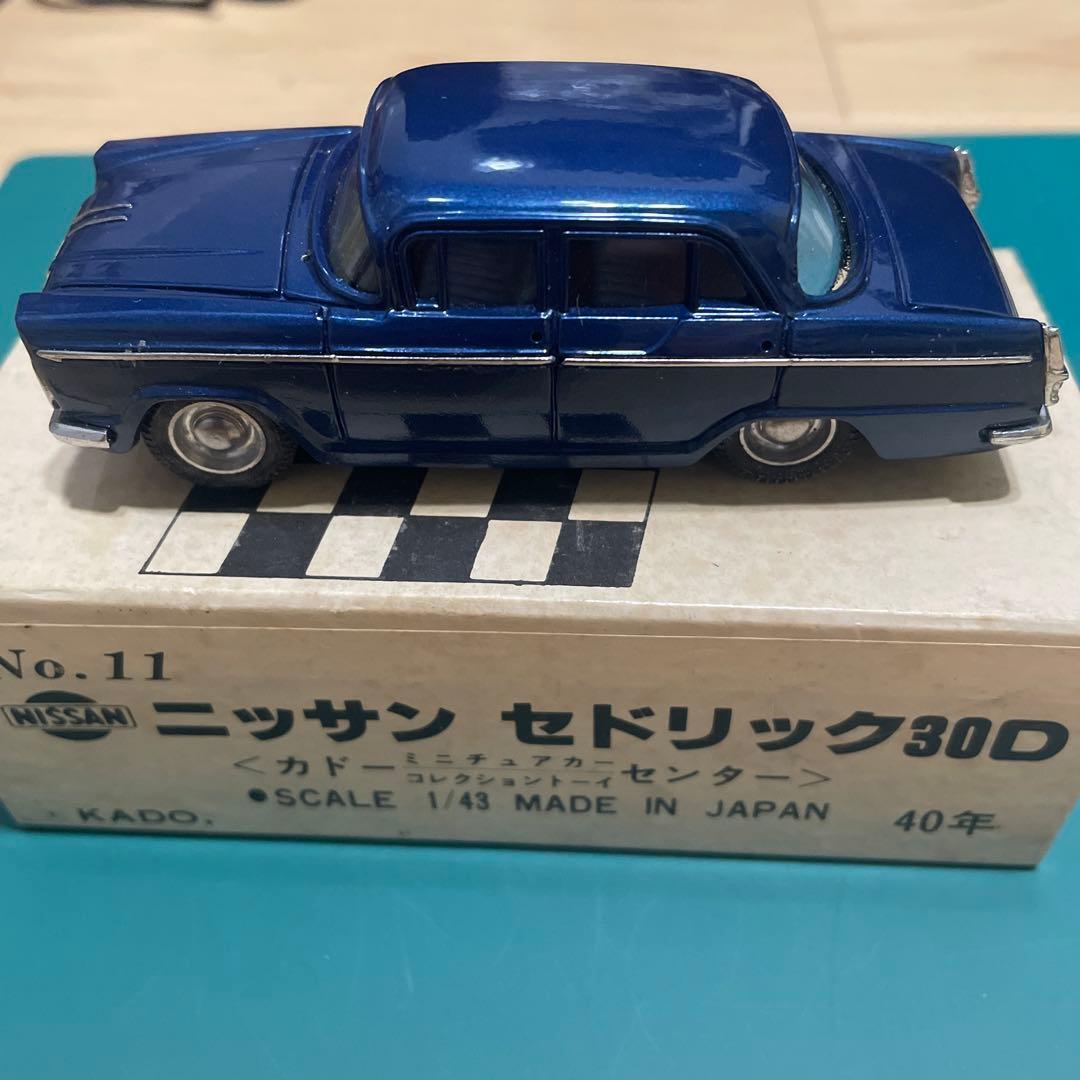 No.11
NISSAN ニッサン セドリック30D
<カドー ミニチュアカー コレクショントーイ センター>
●SCALE 1/43 MADE IN JAPAN 40年
KADO.